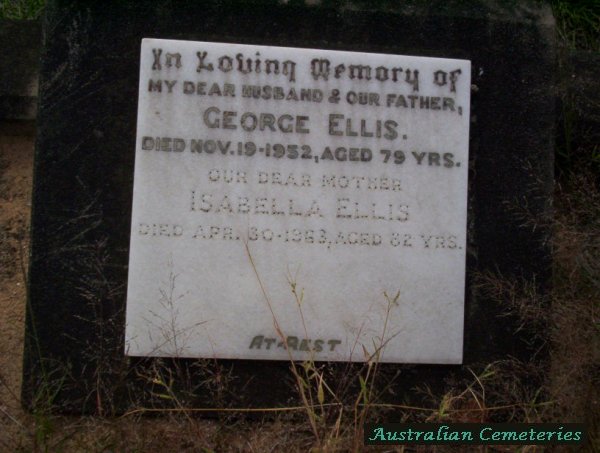 In Loving Memory of
MY DEAR HUSBAND & OUR FATHER,
GEORGE ELLIS.
DIED NOV. 19-1952, AGED 79 YRS.
OUR DEAR MOTHER
ISABELLA ELLIS
DIED APR. 30-1963, AGED 82 YRS.
AT REST
Australian Cemeteries